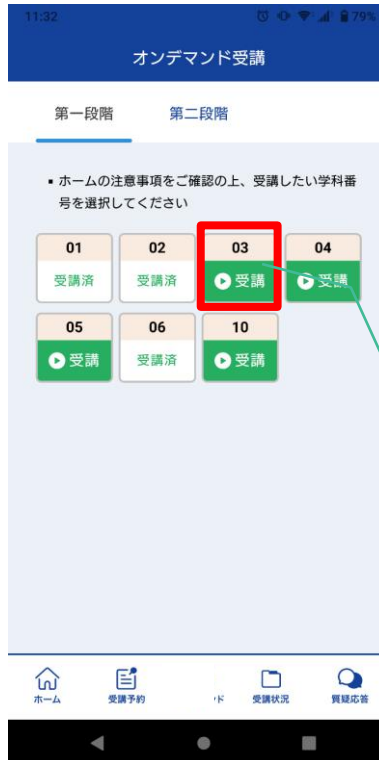 11:32 79%
オンデマンド受講
第一段階 第二段階
▪ ホームの注意事項をご確認の上、受講したい学科番
号を選択してください
01 02 03 04
受講済 受講済 受講 受講
05 06 10
受講 受講済 受講
ホーム 受講予約 ド 受講状況 質疑応答